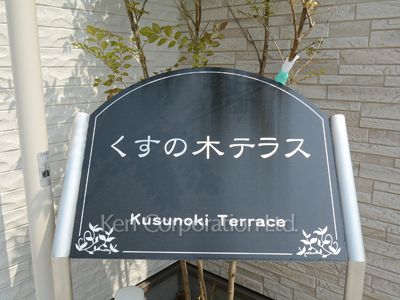 くすの木テラス
Kusunoki Terrace
Ken Corporation Ltd.